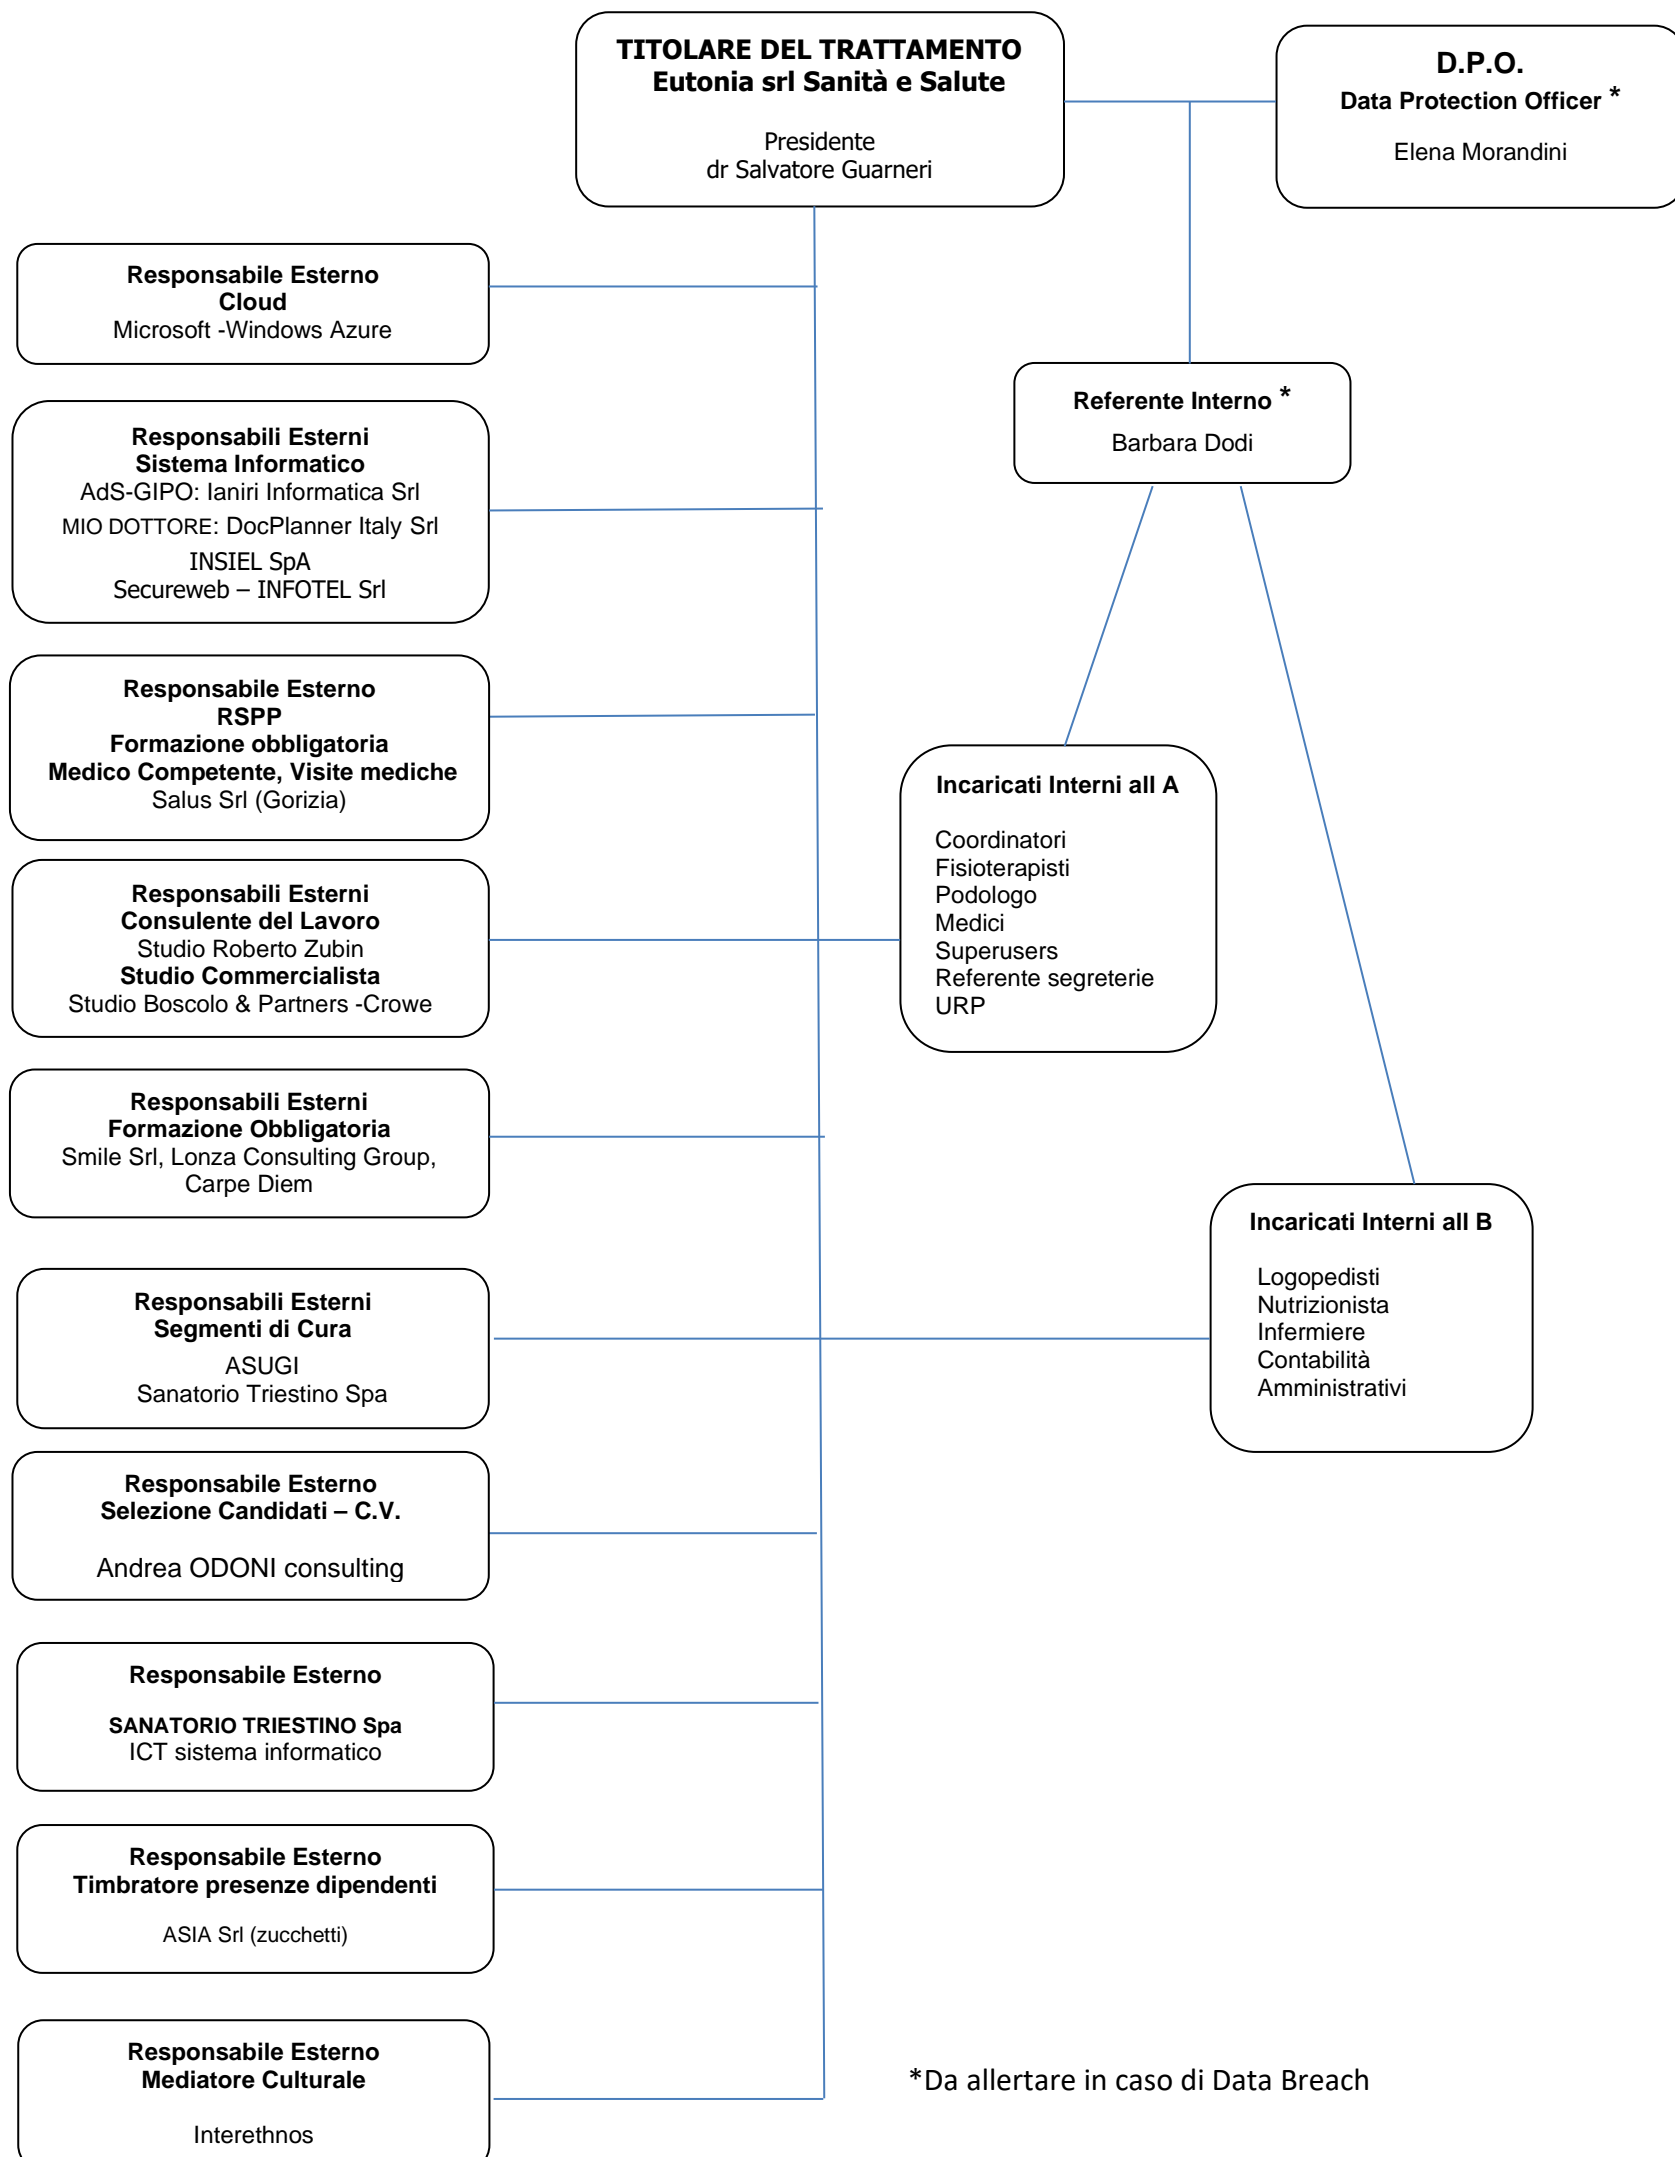 TITOLARE DEL TRATTAMENTO
Eutonia srl Sanità e Salute
Presidente
dr Salvatore Guarneri
D.P.O.
Data Protection Officer *
Elena Morandini
Responsabile Esterno
Cloud
Microsoft -Windows Azure
Referente Interno *
Barbara Dodi
Responsabili Esterni
Sistema Informatico
AdS-GIPO: Ianiri Informatica Srl
MIO DOTTORE: DocPlanner Italy Srl
INSIEL SpA
Secureweb – INFOTEL Srl
Responsabile Esterno
RSPP
Formazione obbligatoria
Medico Competente, Visite mediche
Salus Srl (Gorizia)
Incaricati Interni all A
Coordinatori
Fisioterapisti
Podologo
Medici
Superusers
Referente segreterie
URP
Responsabili Esterni
Consulente del Lavoro
Studio Roberto Zubin
Studio Commercialista
Studio Boscolo & Partners -Crowe
Responsabili Esterni
Formazione Obbligatoria
Smile Srl, Lonza Consulting Group,
Carpe Diem
Incaricati Interni all B
Logopedisti
Nutrizionista
Infermiere
Contabilità
Amministrativi
Responsabili Esterni
Segmenti di Cura
ASUGI
Sanatorio Triestino Spa
Responsabile Esterno
Selezione Candidati – C.V.
Andrea ODONI consulting
Responsabile Esterno
SANATORIO TRIESTINO Spa
ICT sistema informatico
Responsabile Esterno
Timbratore presenze dipendenti
ASIA Srl (zucchetti)
Responsabile Esterno
Mediatore Culturale
Interethnos
*Da allertare in caso di Data Breach